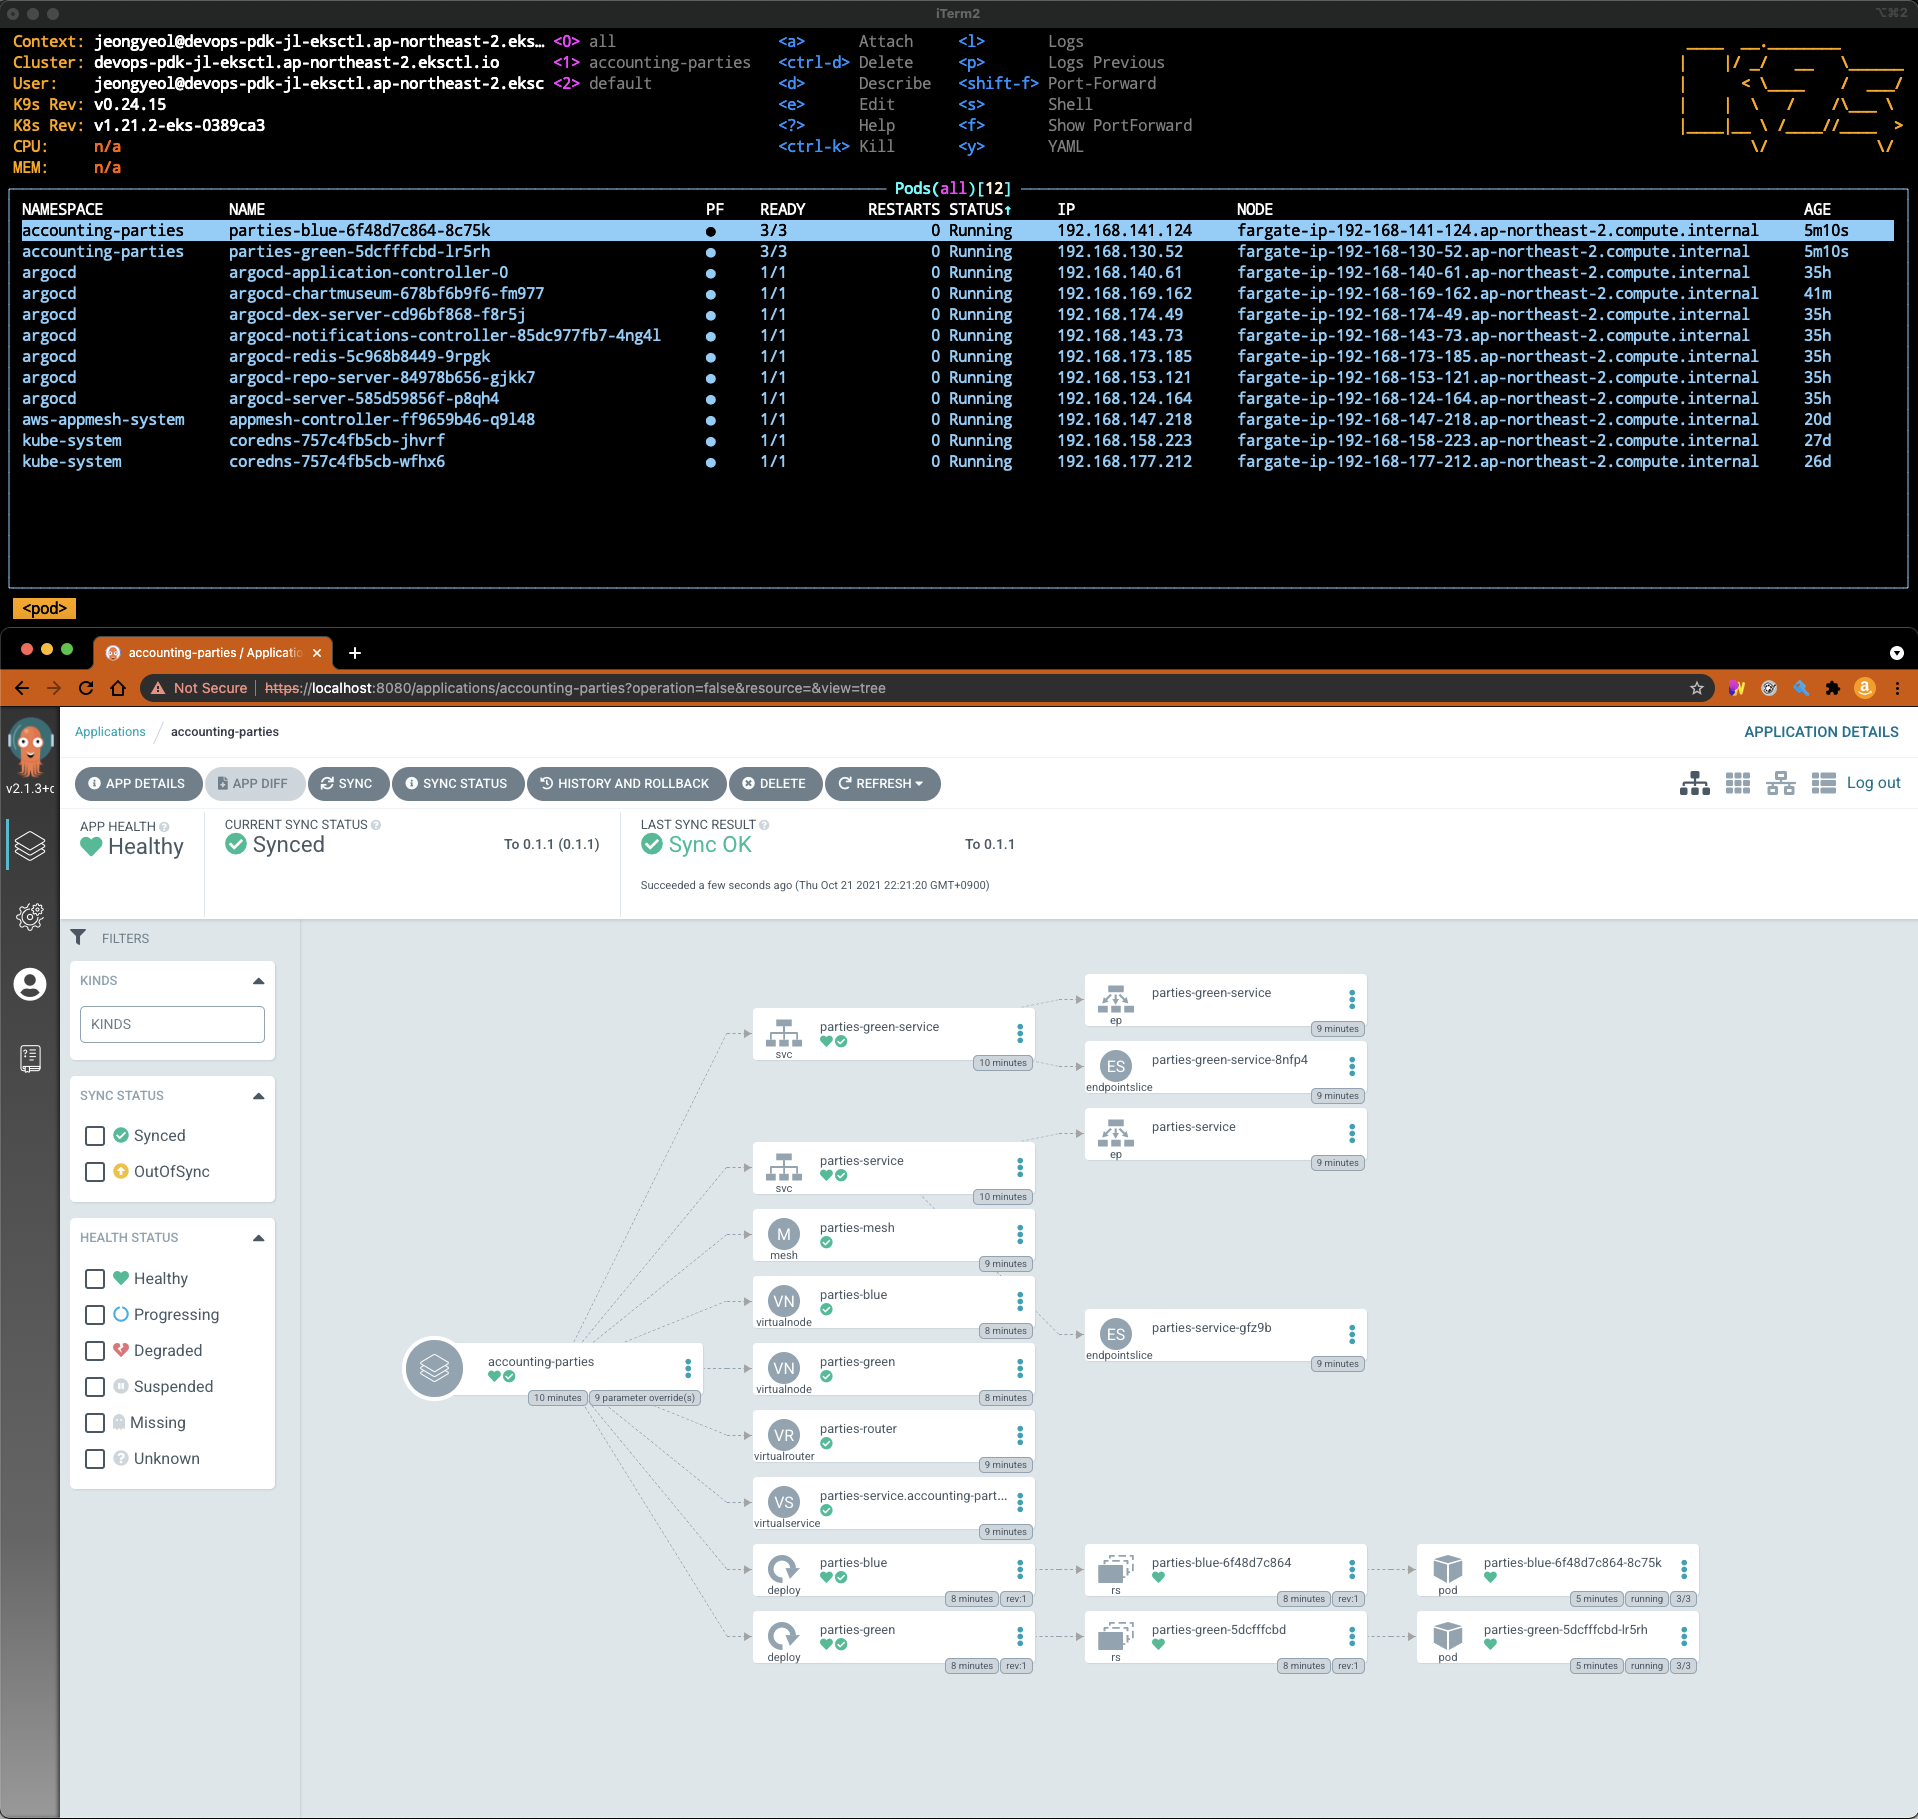 iTerm2
⌥⌘2
Context: jeongyeol@devops-pdk-jl-eksctl.ap-northeast-2.eks… <0> all <a> Attach <l> Logs
Cluster: devops-pdk-jl-eksctl.ap-northeast-2.eksctl.io <1> accounting-parties <ctrl-d> Delete <p> Logs Previous
User: jeongyeol@devops-pdk-jl-eksctl.ap-northeast-2.eksc <2> default <d> Describe <shift-f> Port-Forward
K9s Rev: v0.24.15 <e> Edit <s> Shell
K8s Rev: v1.21.2-eks-0389ca3 <?> Help <f> Show PortForward
CPU: n/a <ctrl-k> Kill <y> YAML
MEM: n/a
Pods(all)[12]
NAMESPACE NAME PF READY RESTARTS STATUS↑ IP NODE AGE
accounting-parties parties-blue-6f48d7c864-8c75k ● 3/3 0 Running 192.168.141.124 fargate-ip-192-168-141-124.ap-northeast-2.compute.internal 5m10s
accounting-parties parties-green-5dcfffcbd-lr5rh ● 3/3 0 Running 192.168.130.52 fargate-ip-192-168-130-52.ap-northeast-2.compute.internal 5m10s
argocd argocd-application-controller-0 ● 1/1 0 Running 192.168.140.61 fargate-ip-192-168-140-61.ap-northeast-2.compute.internal 35h
argocd argocd-chartmuseum-678bf6b9f6-fm977 ● 1/1 0 Running 192.168.169.162 fargate-ip-192-168-169-162.ap-northeast-2.compute.internal 41m
argocd argocd-dex-server-cd96bf868-f8r5j ● 1/1 0 Running 192.168.174.49 fargate-ip-192-168-174-49.ap-northeast-2.compute.internal 35h
argocd argocd-notifications-controller-85dc977fb7-4ng4l ● 1/1 0 Running 192.168.143.73 fargate-ip-192-168-143-73.ap-northeast-2.compute.internal 35h
argocd argocd-redis-5c968b8449-9rpgk ● 1/1 0 Running 192.168.173.185 fargate-ip-192-168-173-185.ap-northeast-2.compute.internal 35h
argocd argocd-repo-server-84978b656-gjkk7 ● 1/1 0 Running 192.168.153.121 fargate-ip-192-168-153-121.ap-northeast-2.compute.internal 35h
argocd argocd-server-585d59856f-p8qh4 ● 1/1 0 Running 192.168.124.164 fargate-ip-192-168-124-164.ap-northeast-2.compute.internal 35h
aws-appmesh-system appmesh-controller-ff9659b46-q9l48 ● 1/1 0 Running 192.168.147.218 fargate-ip-192-168-147-218.ap-northeast-2.compute.internal 20d
kube-system coredns-757c4fb5cb-jhvrf ● 1/1 0 Running 192.168.158.223 fargate-ip-192-168-158-223.ap-northeast-2.compute.internal 27d
kube-system coredns-757c4fb5cb-wfhx6 ● 1/1 0 Running 192.168.177.212 fargate-ip-192-168-177-212.ap-northeast-2.compute.internal 26d
<pod>
accounting-parties / Applicatio
Not Secure https://localhost:8080/applications/accounting-parties?operation=false&resource=&view=tree
v2.1.3+c
Applications / accounting-parties
APPLICATION DETAILS
APP DETAILS APP DIFF SYNC SYNC STATUS HISTORY AND ROLLBACK DELETE REFRESH
Log out
APP HEALTH
Healthy
CURRENT SYNC STATUS
Synced To 0.1.1 (0.1.1)
LAST SYNC RESULT
Sync OK To 0.1.1
Succeeded a few seconds ago (Thu Oct 21 2021 22:21:20 GMT+0900)
FILTERS
KINDS
KINDS
SYNC STATUS
Synced
OutOfSync
HEALTH STATUS
Healthy
Progressing
Degraded
Suspended
Missing
Unknown
accounting-parties
10 minutes 9 parameter override(s)
parties-green-service
svc
10 minutes
parties-service
svc
10 minutes
M
parties-mesh
mesh
9 minutes
VN
parties-blue
virtualnode
8 minutes
VN
parties-green
virtualnode
8 minutes
VR
parties-router
virtualrouter
9 minutes
VS
parties-service.accounting-part...
virtualservice
9 minutes
parties-blue
deploy
8 minutes rev:1
parties-green
deploy
8 minutes rev:1
parties-green-service
ep
9 minutes
ES
parties-green-service-8nfp4
endpointslice
9 minutes
parties-service
ep
9 minutes
ES
parties-service-gfz9b
endpointslice
9 minutes
parties-blue-6f48d7c864
rs
8 minutes rev:1
parties-green-5dcfffcbd
rs
8 minutes rev:1
parties-blue-6f48d7c864-8c75k
pod
5 minutes running 3/3
parties-green-5dcfffcbd-lr5rh
pod
5 minutes running 3/3